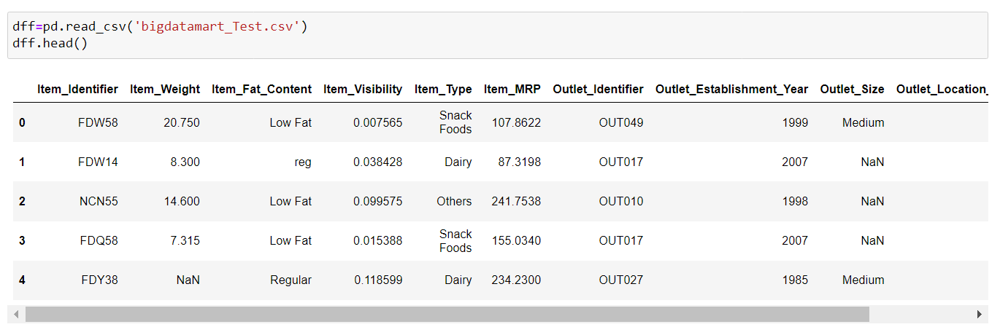 dff=pd.read_csv('bigdatamart_Test.csv')
dff.head()
Item_Identifier Item_Weight Item_Fat_Content Item_Visibility Item_Type Item_MRP Outlet_Identifier Outlet_Establishment_Year Outlet_Size Outlet_Location_
0 FDW58 20.750 Low Fat 0.007565 Snack Foods 107.8622 OUT049 1999 Medium
1 FDW14 8.300 reg 0.038428 Dairy 87.3198 OUT017 2007 NaN
2 NCN55 14.600 Low Fat 0.099575 Others 241.7538 OUT010 1998 NaN
3 FDQ58 7.315 Low Fat 0.015388 Snack Foods 155.0340 OUT017 2007 NaN
4 FDY38 NaN Regular 0.118599 Dairy 234.2300 OUT027 1985 Medium